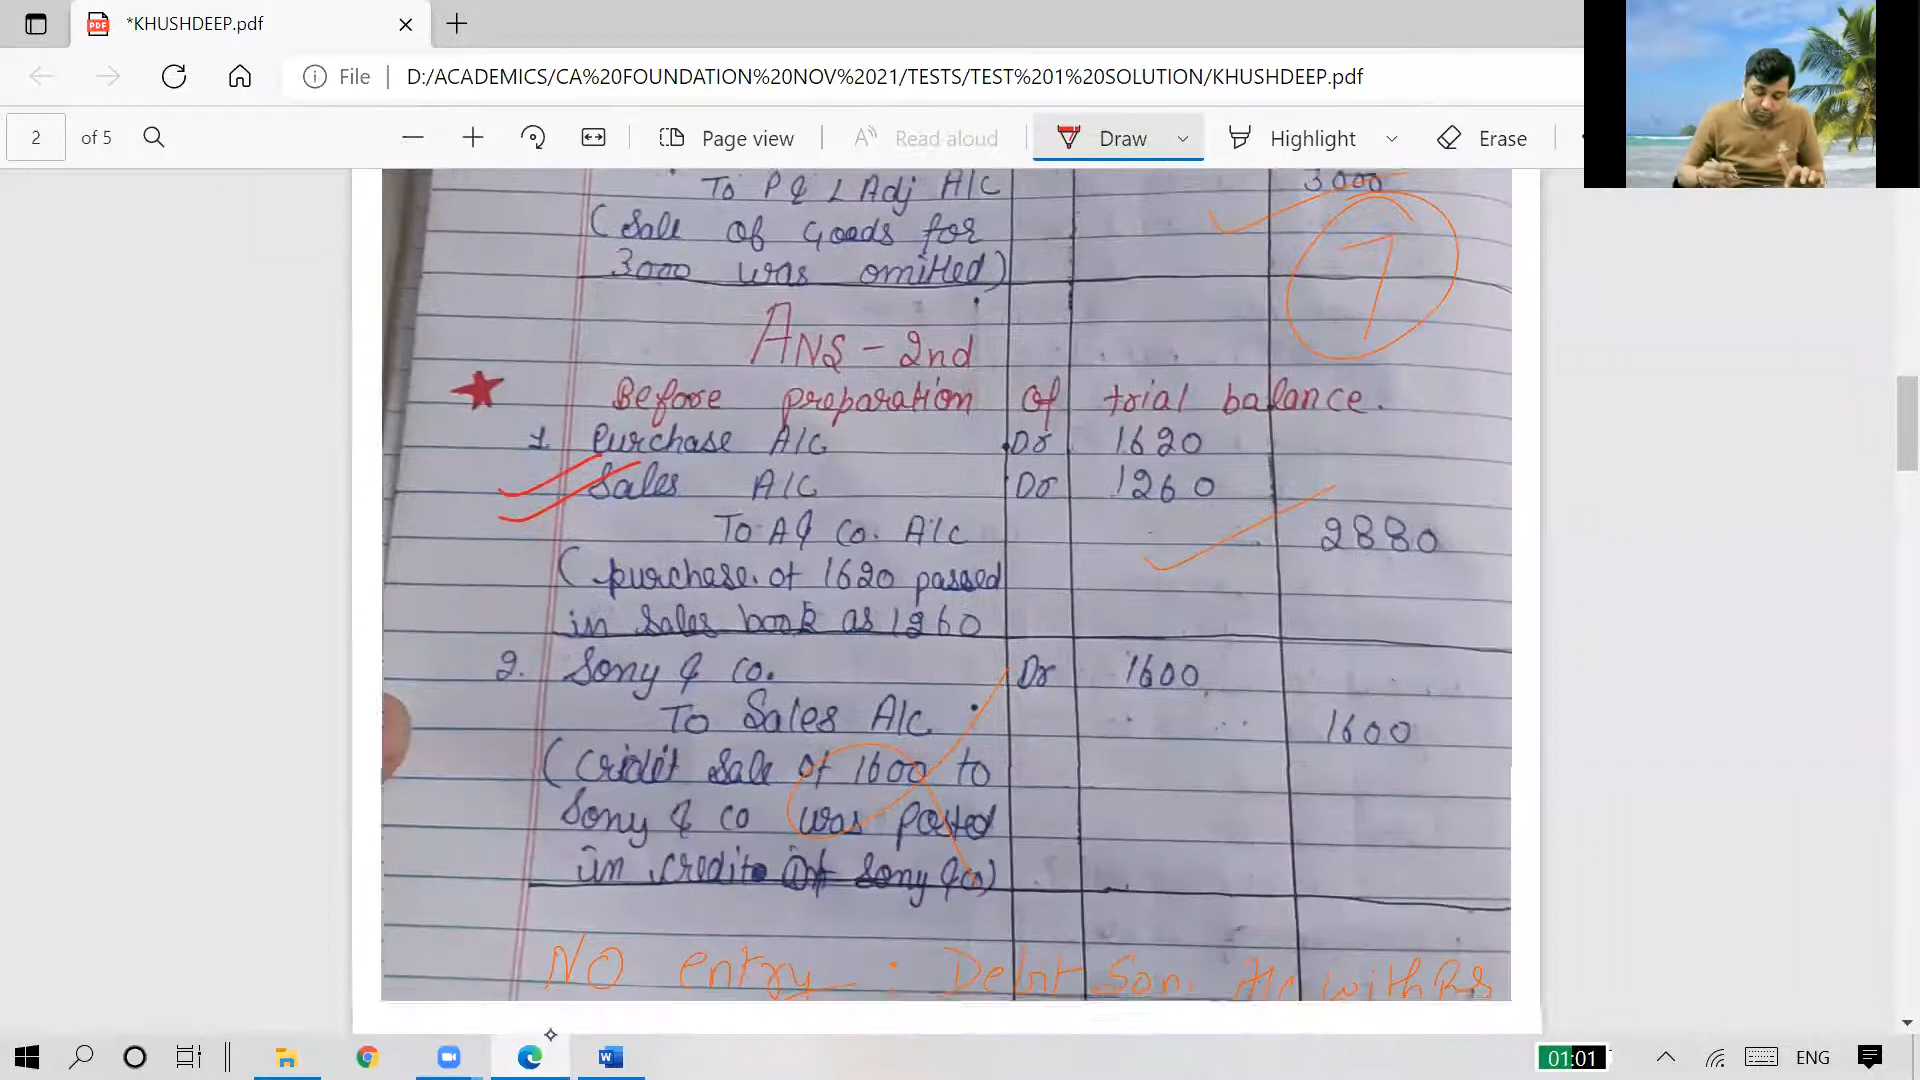 *KHUSHDEEP.pdf
File D:/ACADEMICS/CA%20FOUNDATION%20NOV%2021/TESTS/TEST%201%20SOLUTION/KHUSHDEEP.pdf
2 of 5
Page view
Read aloud
Draw
Highlight
Erase
To P & L Adj A/C 3000
(Sale of Goods for
3000 was omitted)
7
ANS - 2nd
Before preparation of trial balance.
1. Purchase A/C Dr 1620
Sales A/C Dr 1260
To A & Co. A/C 2880
(purchase of 1620 passed
in sales book as 1260
2. Sony & Co. Dr 1600
To Sales A/C 1600
(Cridit Sale of 1600 to
Sony & Co was posted
in credit of Sony & Co)
NO entry : Debit Son. A/c with Rs
01:01
ENG